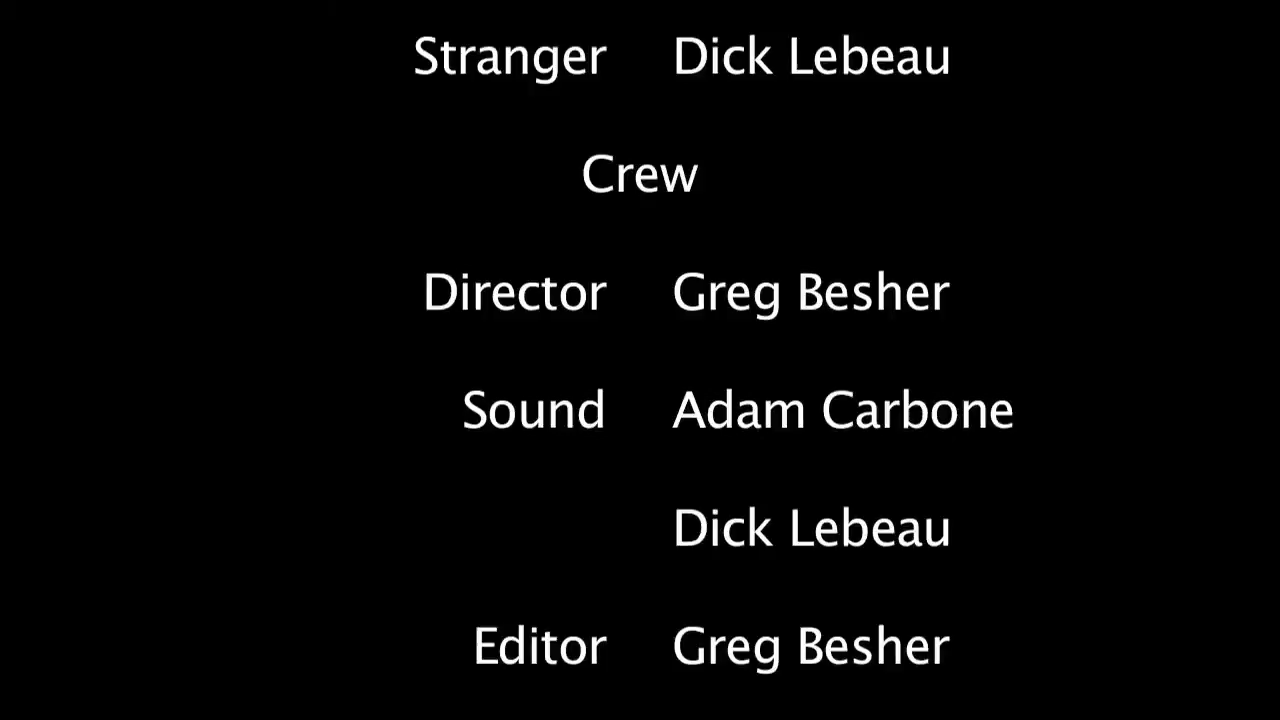 Stranger Dick Lebeau
Crew
Director Greg Besher
Sound Adam Carbone
Dick Lebeau
Editor Greg Besher